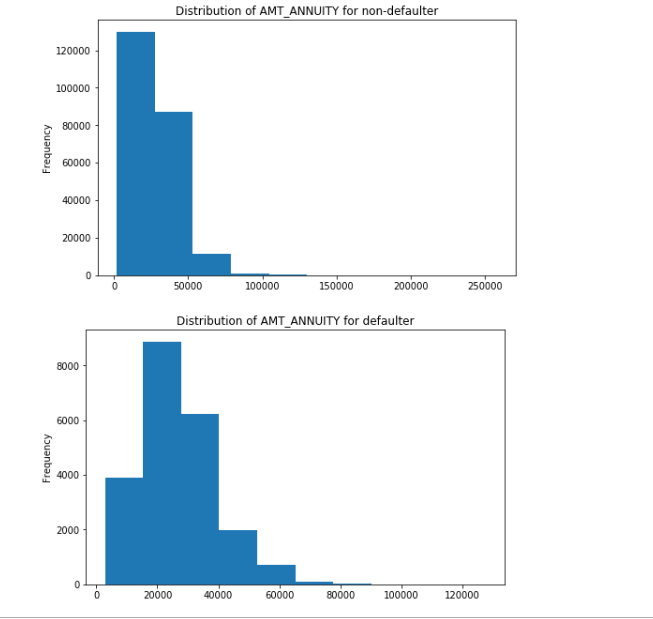 Distribution of AMT_ANNUITY for non-defaulter
120000
100000
80000
60000
40000
20000
0
Frequency
0 50000 100000 150000 200000 250000
Distribution of AMT_ANNUITY for defaulter
8000
6000
4000
2000
0
Frequency
0 20000 40000 60000 80000 100000 120000